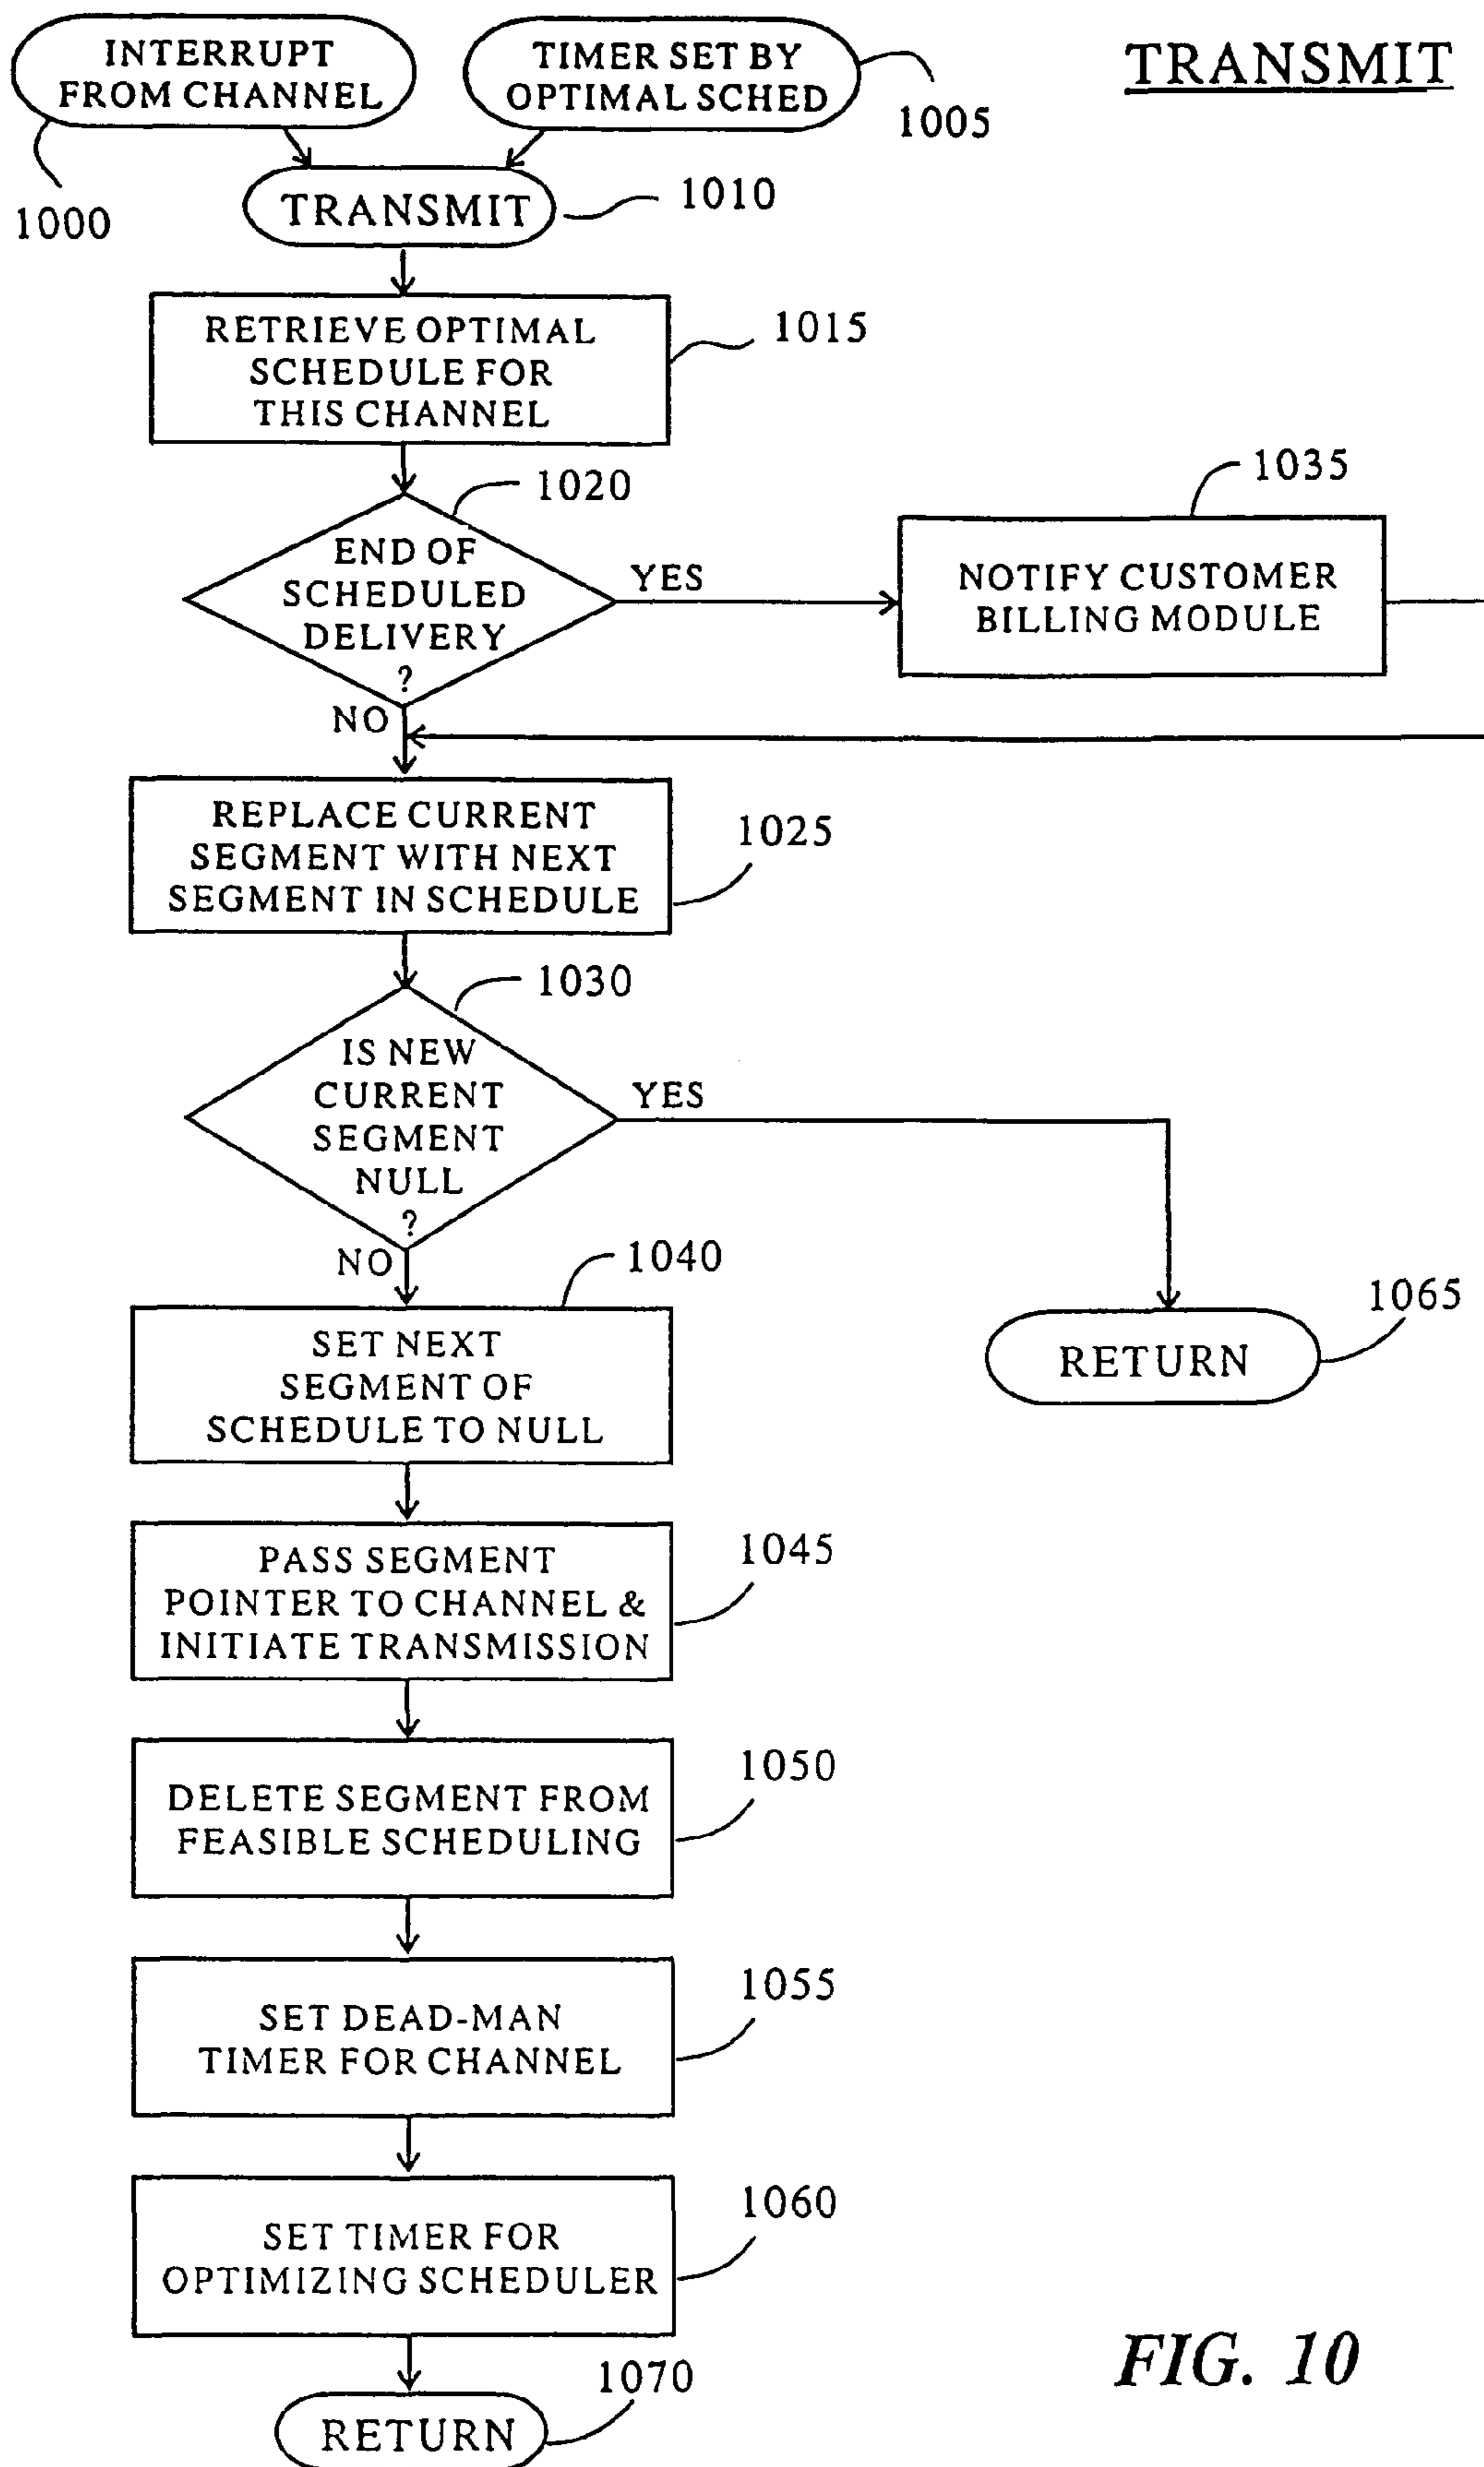 INTERRUPT
FROM CHANNEL
TIMER SET BY
OPTIMAL SCHED
TRANSMIT
1005
1000
TRANSMIT
1010
RETRIEVE OPTIMAL
SCHEDULE FOR
THIS CHANNEL
1015
1020
END OF
SCHEDULED
DELIVERY
?
YES
NO
1035
NOTIFY CUSTOMER
BILLING MODULE
REPLACE CURRENT
SEGMENT WITH NEXT
SEGMENT IN SCHEDULE
1025
1030
IS NEW
CURRENT
SEGMENT
NULL
?
YES
NO
1040
SET NEXT
SEGMENT OF
SCHEDULE TO NULL
RETURN
1065
PASS SEGMENT
POINTER TO CHANNEL &
INITIATE TRANSMISSION
1045
DELETE SEGMENT FROM
FEASIBLE SCHEDULING
1050
SET DEAD-MAN
TIMER FOR CHANNEL
1055
SET TIMER FOR
OPTIMIZING SCHEDULER
1060
RETURN
1070
FIG. 10